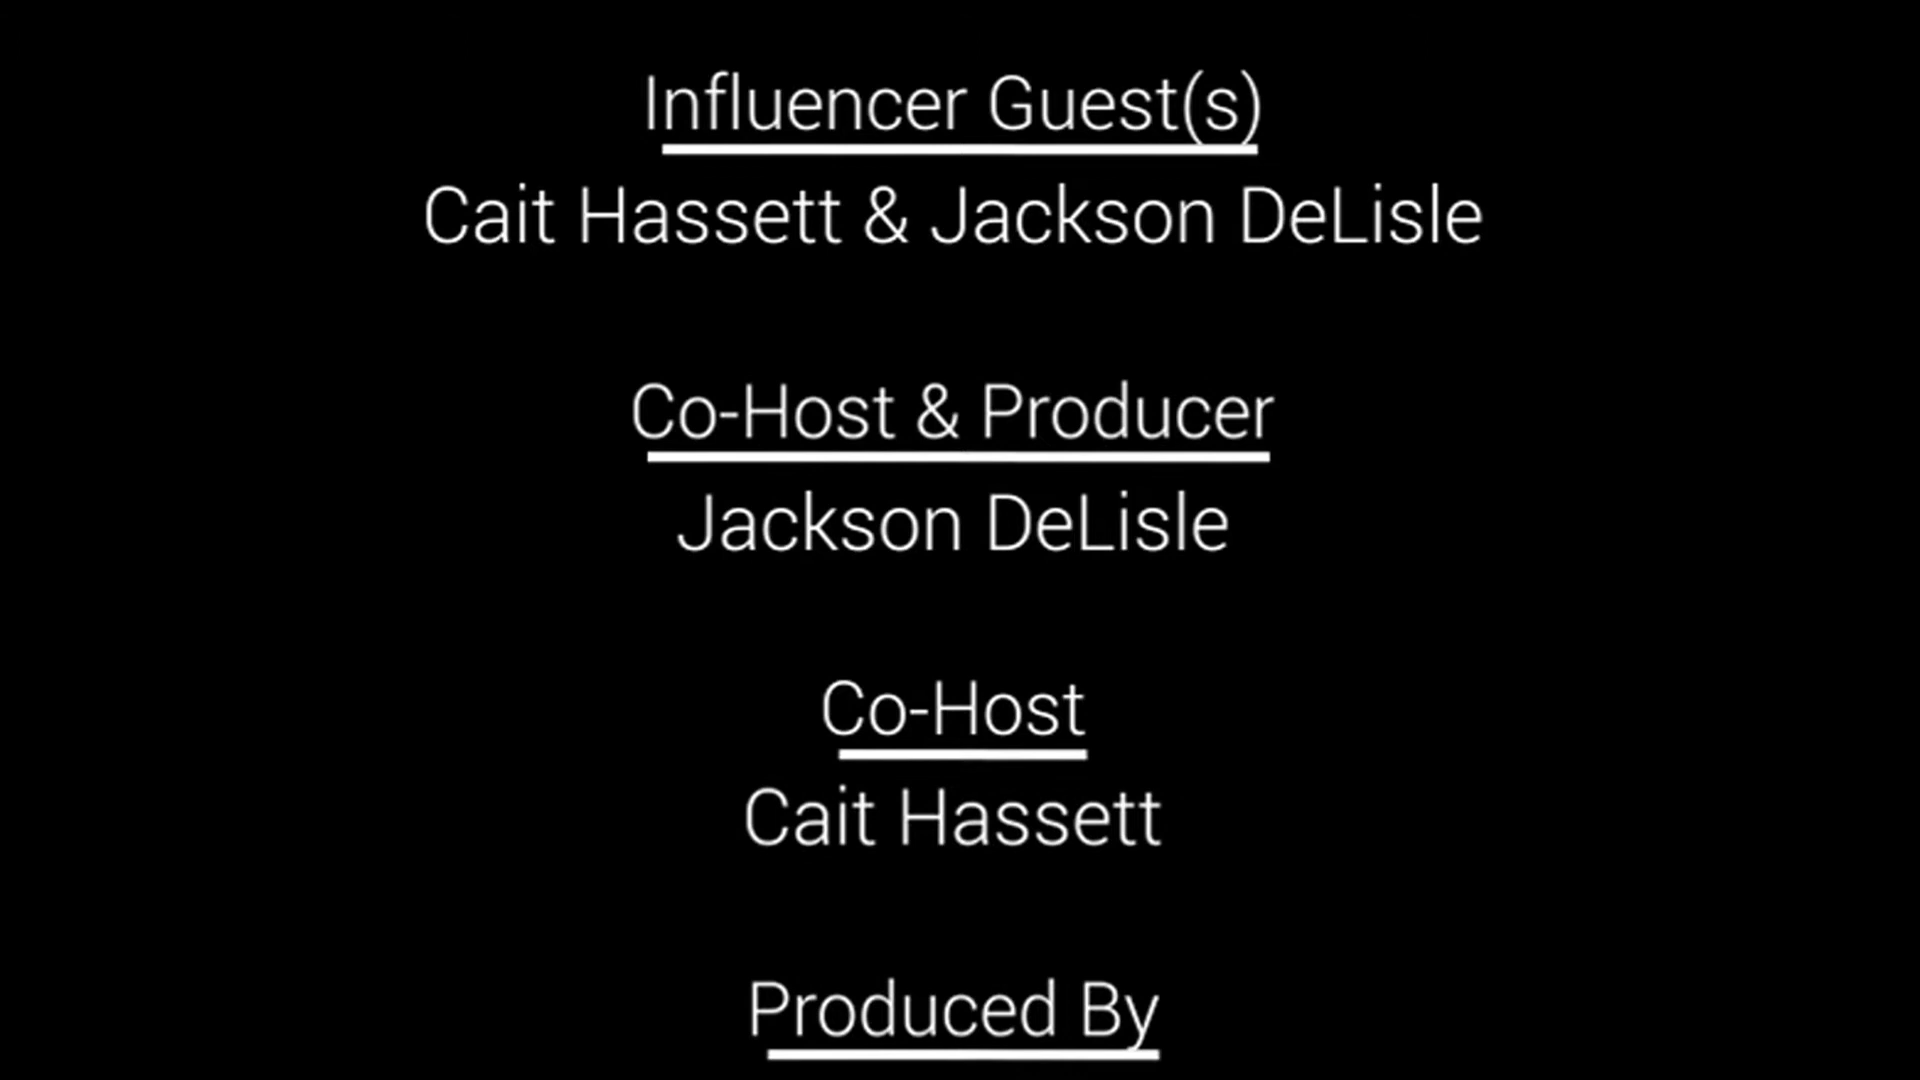 Influencer Guest(s)
Cait Hassett & Jackson DeLisle
Co-Host & Producer
Jackson DeLisle
Co-Host
Cait Hassett
Produced By